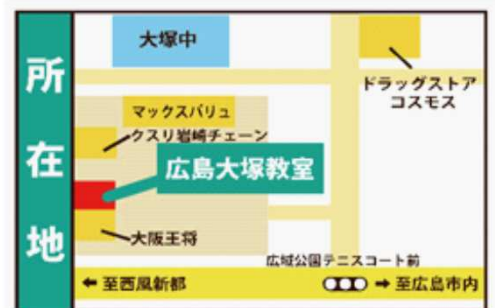 所在地
大塚中
ドラッグストア
コスモス
マックスバリュ
クスリ岩崎チェーン
広島大塚教室
大阪王将
広域公園テニスコート前
← 至西風新都
→ 至広島市内